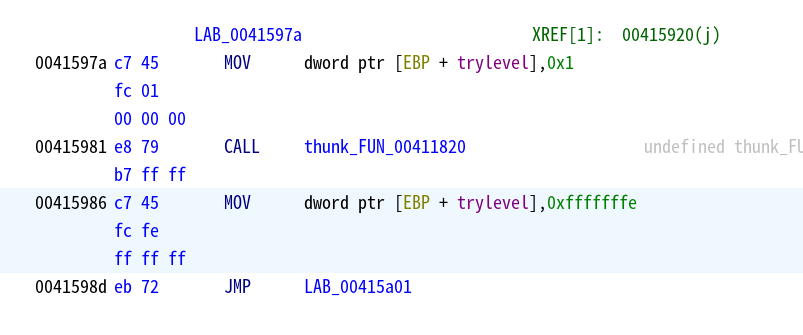 LAB_0041597a XREF[1]: 00415920(j)
0041597a c7 45 MOV dword ptr [EBP + trylevel],0x1
fc 01
00 00 00
00415981 e8 79 CALL thunk_FUN_00411820 undefined thunk_FU
b7 ff ff
00415986 c7 45 MOV dword ptr [EBP + trylevel],0xfffffffe
fc fe
ff ff ff
0041598d eb 72 JMP LAB_00415a01